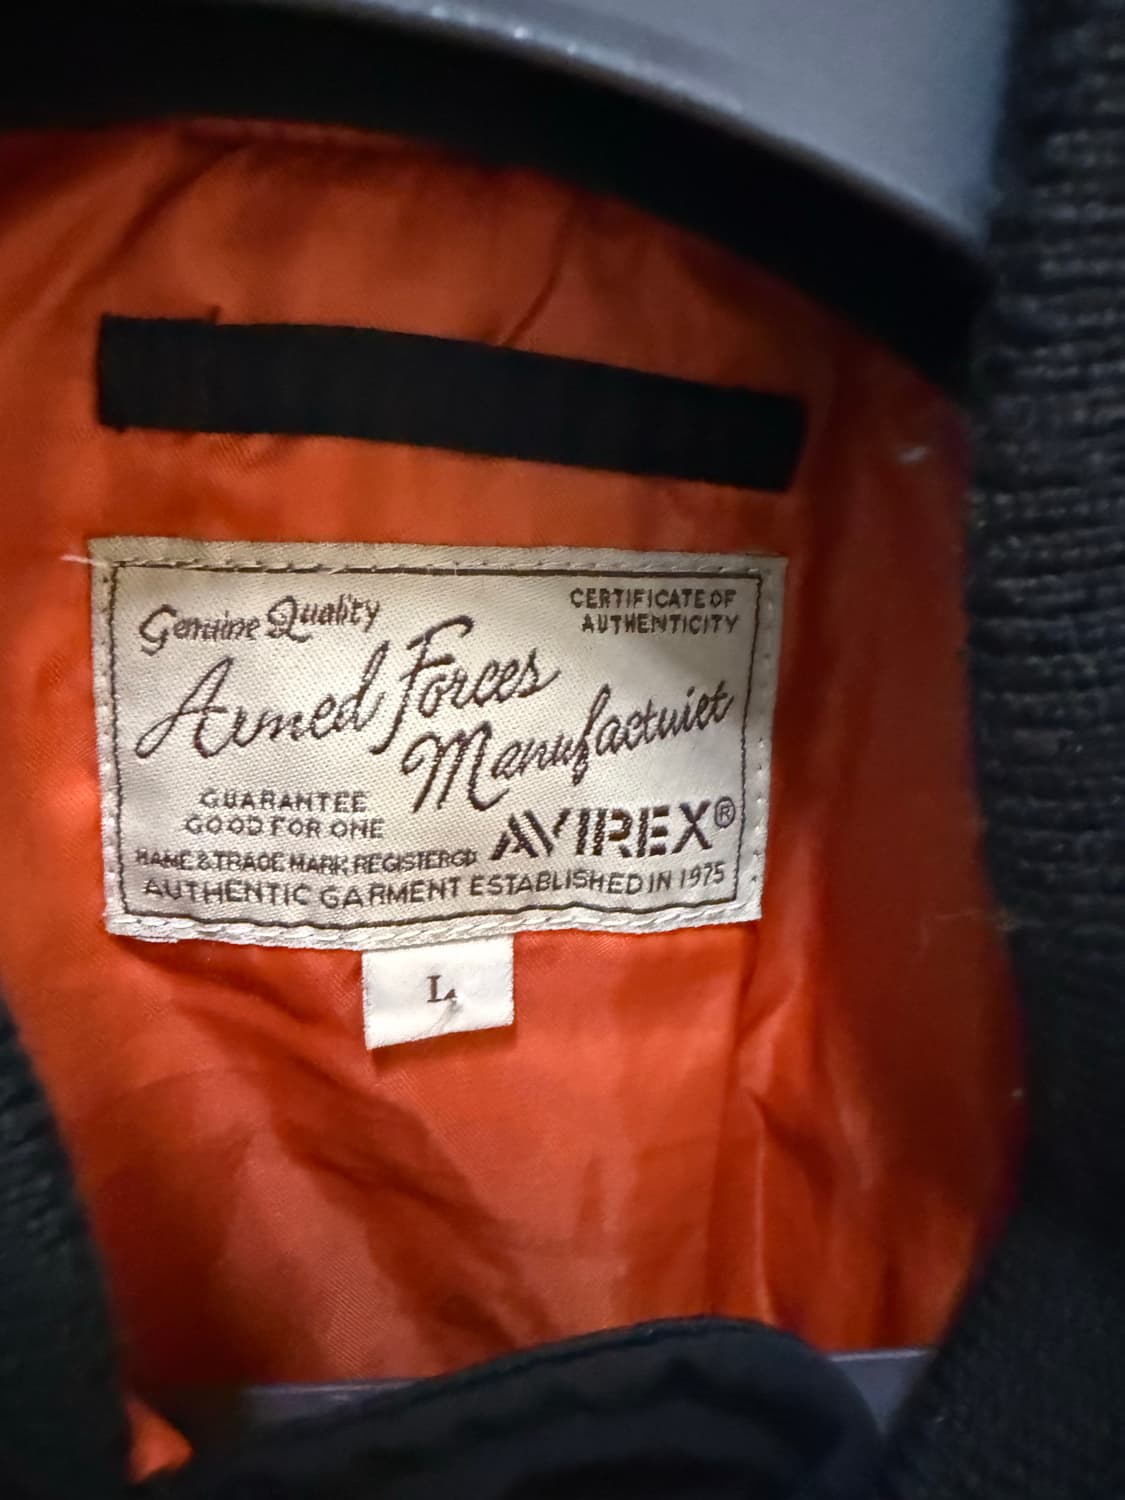 Genuine Quality
CERTIFICATE OF
AUTHENTICITY
Armed Forces
Manufactuiet
GUARANTEE
GOOD FOR ONE
AVIREX®
NAME & TRADE MARK REGISTERGD
AUTHENTIC GARMENT ESTABLISHED IN 1975
L